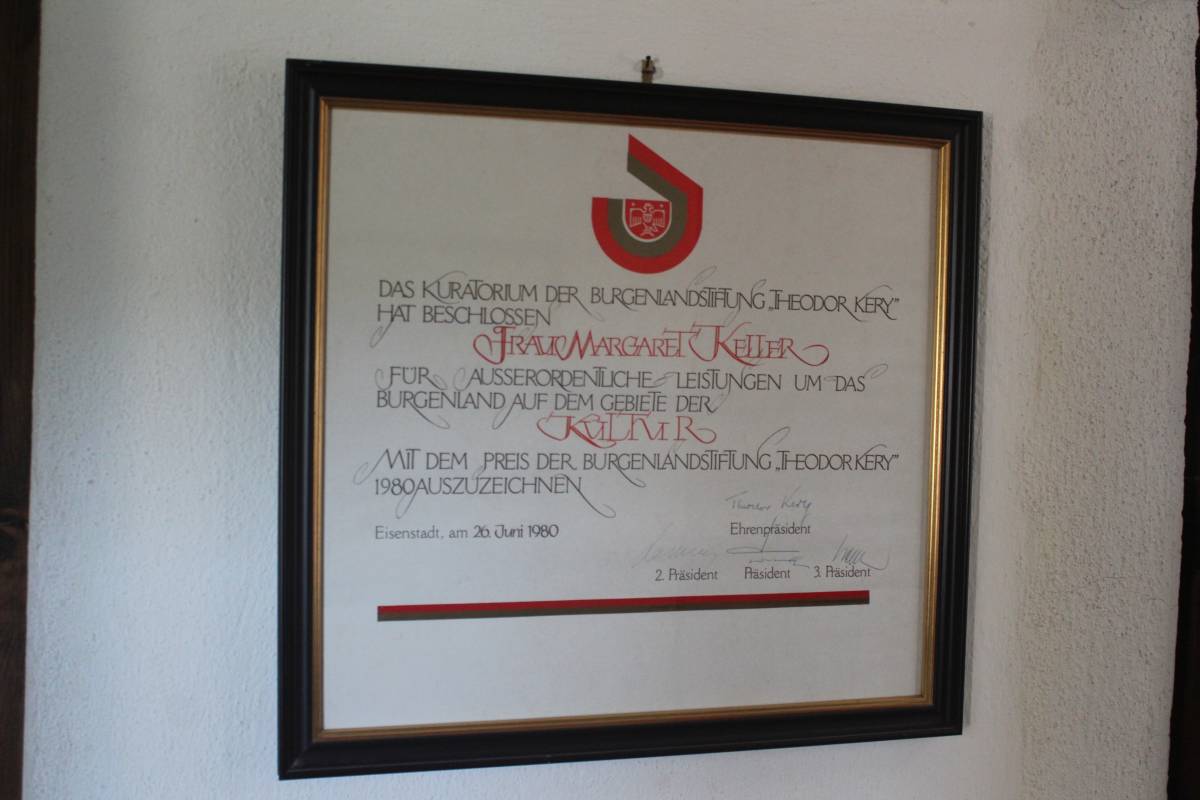 DAS KURATORIUM DER BURGENLANDSTIFTUNG „THEODOR KERY"
HAT BESCHLOSSEN
FRAU MARGARET KELLER
FÜR AUSSERORDENTLICHE LEISTUNGEN UM DAS
BURGENLAND AUF DEM GEBIETE DER
KULTUR
MIT DEM PREIS DER BURGENLANDSTIFTUNG „THEODOR KERY"
1980 AUSZUZEICHNEN
Eisenstadt, am 26. Juni 1980
Theodor Kery
Ehrenpräsident
2. Präsident Präsident 3. Präsident